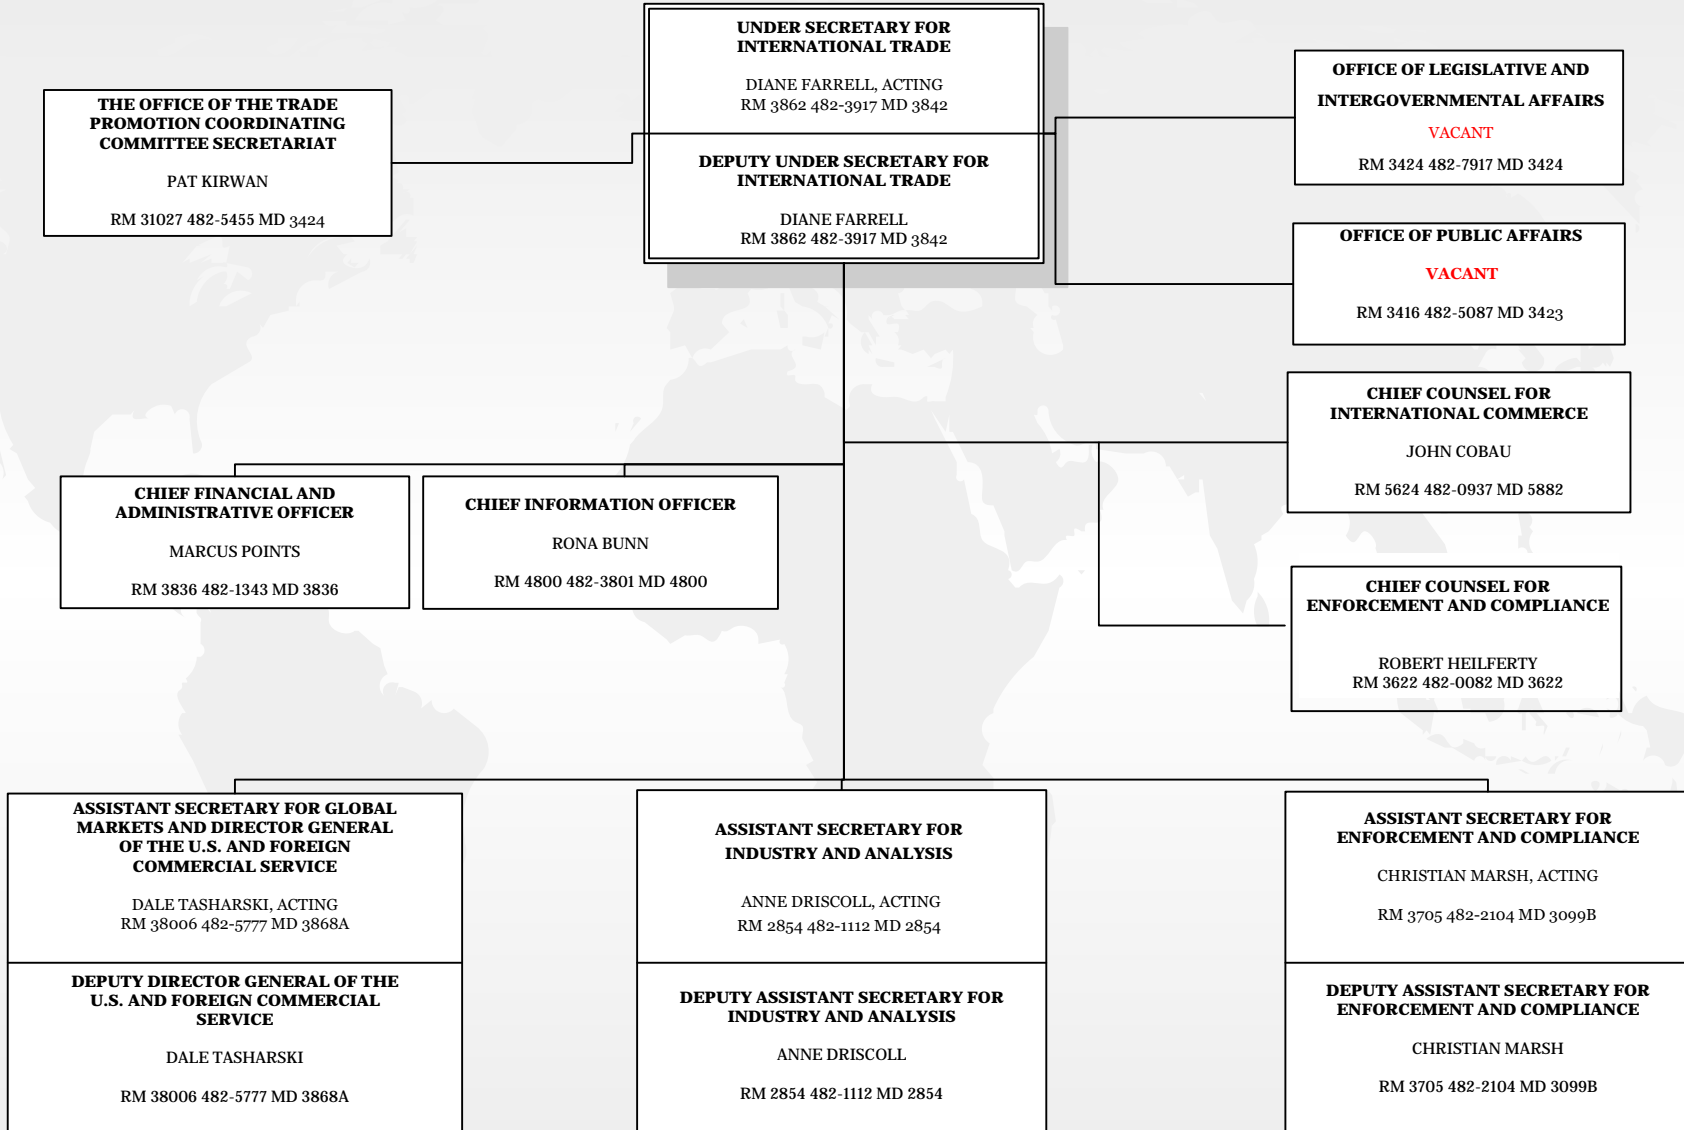 UNDER SECRETARY FOR
INTERNATIONAL TRADE
DIANE FARRELL, ACTING
RM 3862 482-3917 MD 3842
DEPUTY UNDER SECRETARY FOR
INTERNATIONAL TRADE
DIANE FARRELL
RM 3862 482-3917 MD 3842
THE OFFICE OF THE TRADE
PROMOTION COORDINATING
COMMITTEE SECRETARIAT
PAT KIRWAN
RM 31027 482-5455 MD 3424
OFFICE OF LEGISLATIVE AND
INTERGOVERNMENTAL AFFAIRS
VACANT
RM 3424 482-7917 MD 3424
OFFICE OF PUBLIC AFFAIRS
VACANT
RM 3416 482-5087 MD 3423
CHIEF COUNSEL FOR
INTERNATIONAL COMMERCE
JOHN COBAU
RM 5624 482-0937 MD 5882
CHIEF FINANCIAL AND
ADMINISTRATIVE OFFICER
MARCUS POINTS
RM 3836 482-1343 MD 3836
CHIEF INFORMATION OFFICER
RONA BUNN
RM 4800 482-3801 MD 4800
CHIEF COUNSEL FOR
ENFORCEMENT AND COMPLIANCE
ROBERT HEILFERTY
RM 3622 482-0082 MD 3622
ASSISTANT SECRETARY FOR GLOBAL
MARKETS AND DIRECTOR GENERAL
OF THE U.S. AND FOREIGN
COMMERCIAL SERVICE
DALE TASHARSKI, ACTING
RM 38006 482-5777 MD 3868A
DEPUTY DIRECTOR GENERAL OF THE
U.S. AND FOREIGN COMMERCIAL
SERVICE
DALE TASHARSKI
RM 38006 482-5777 MD 3868A
ASSISTANT SECRETARY FOR
INDUSTRY AND ANALYSIS
ANNE DRISCOLL, ACTING
RM 2854 482-1112 MD 2854
DEPUTY ASSISTANT SECRETARY FOR
INDUSTRY AND ANALYSIS
ANNE DRISCOLL
RM 2854 482-1112 MD 2854
ASSISTANT SECRETARY FOR
ENFORCEMENT AND COMPLIANCE
CHRISTIAN MARSH, ACTING
RM 3705 482-2104 MD 3099B
DEPUTY ASSISTANT SECRETARY FOR
ENFORCEMENT AND COMPLIANCE
CHRISTIAN MARSH
RM 3705 482-2104 MD 3099B